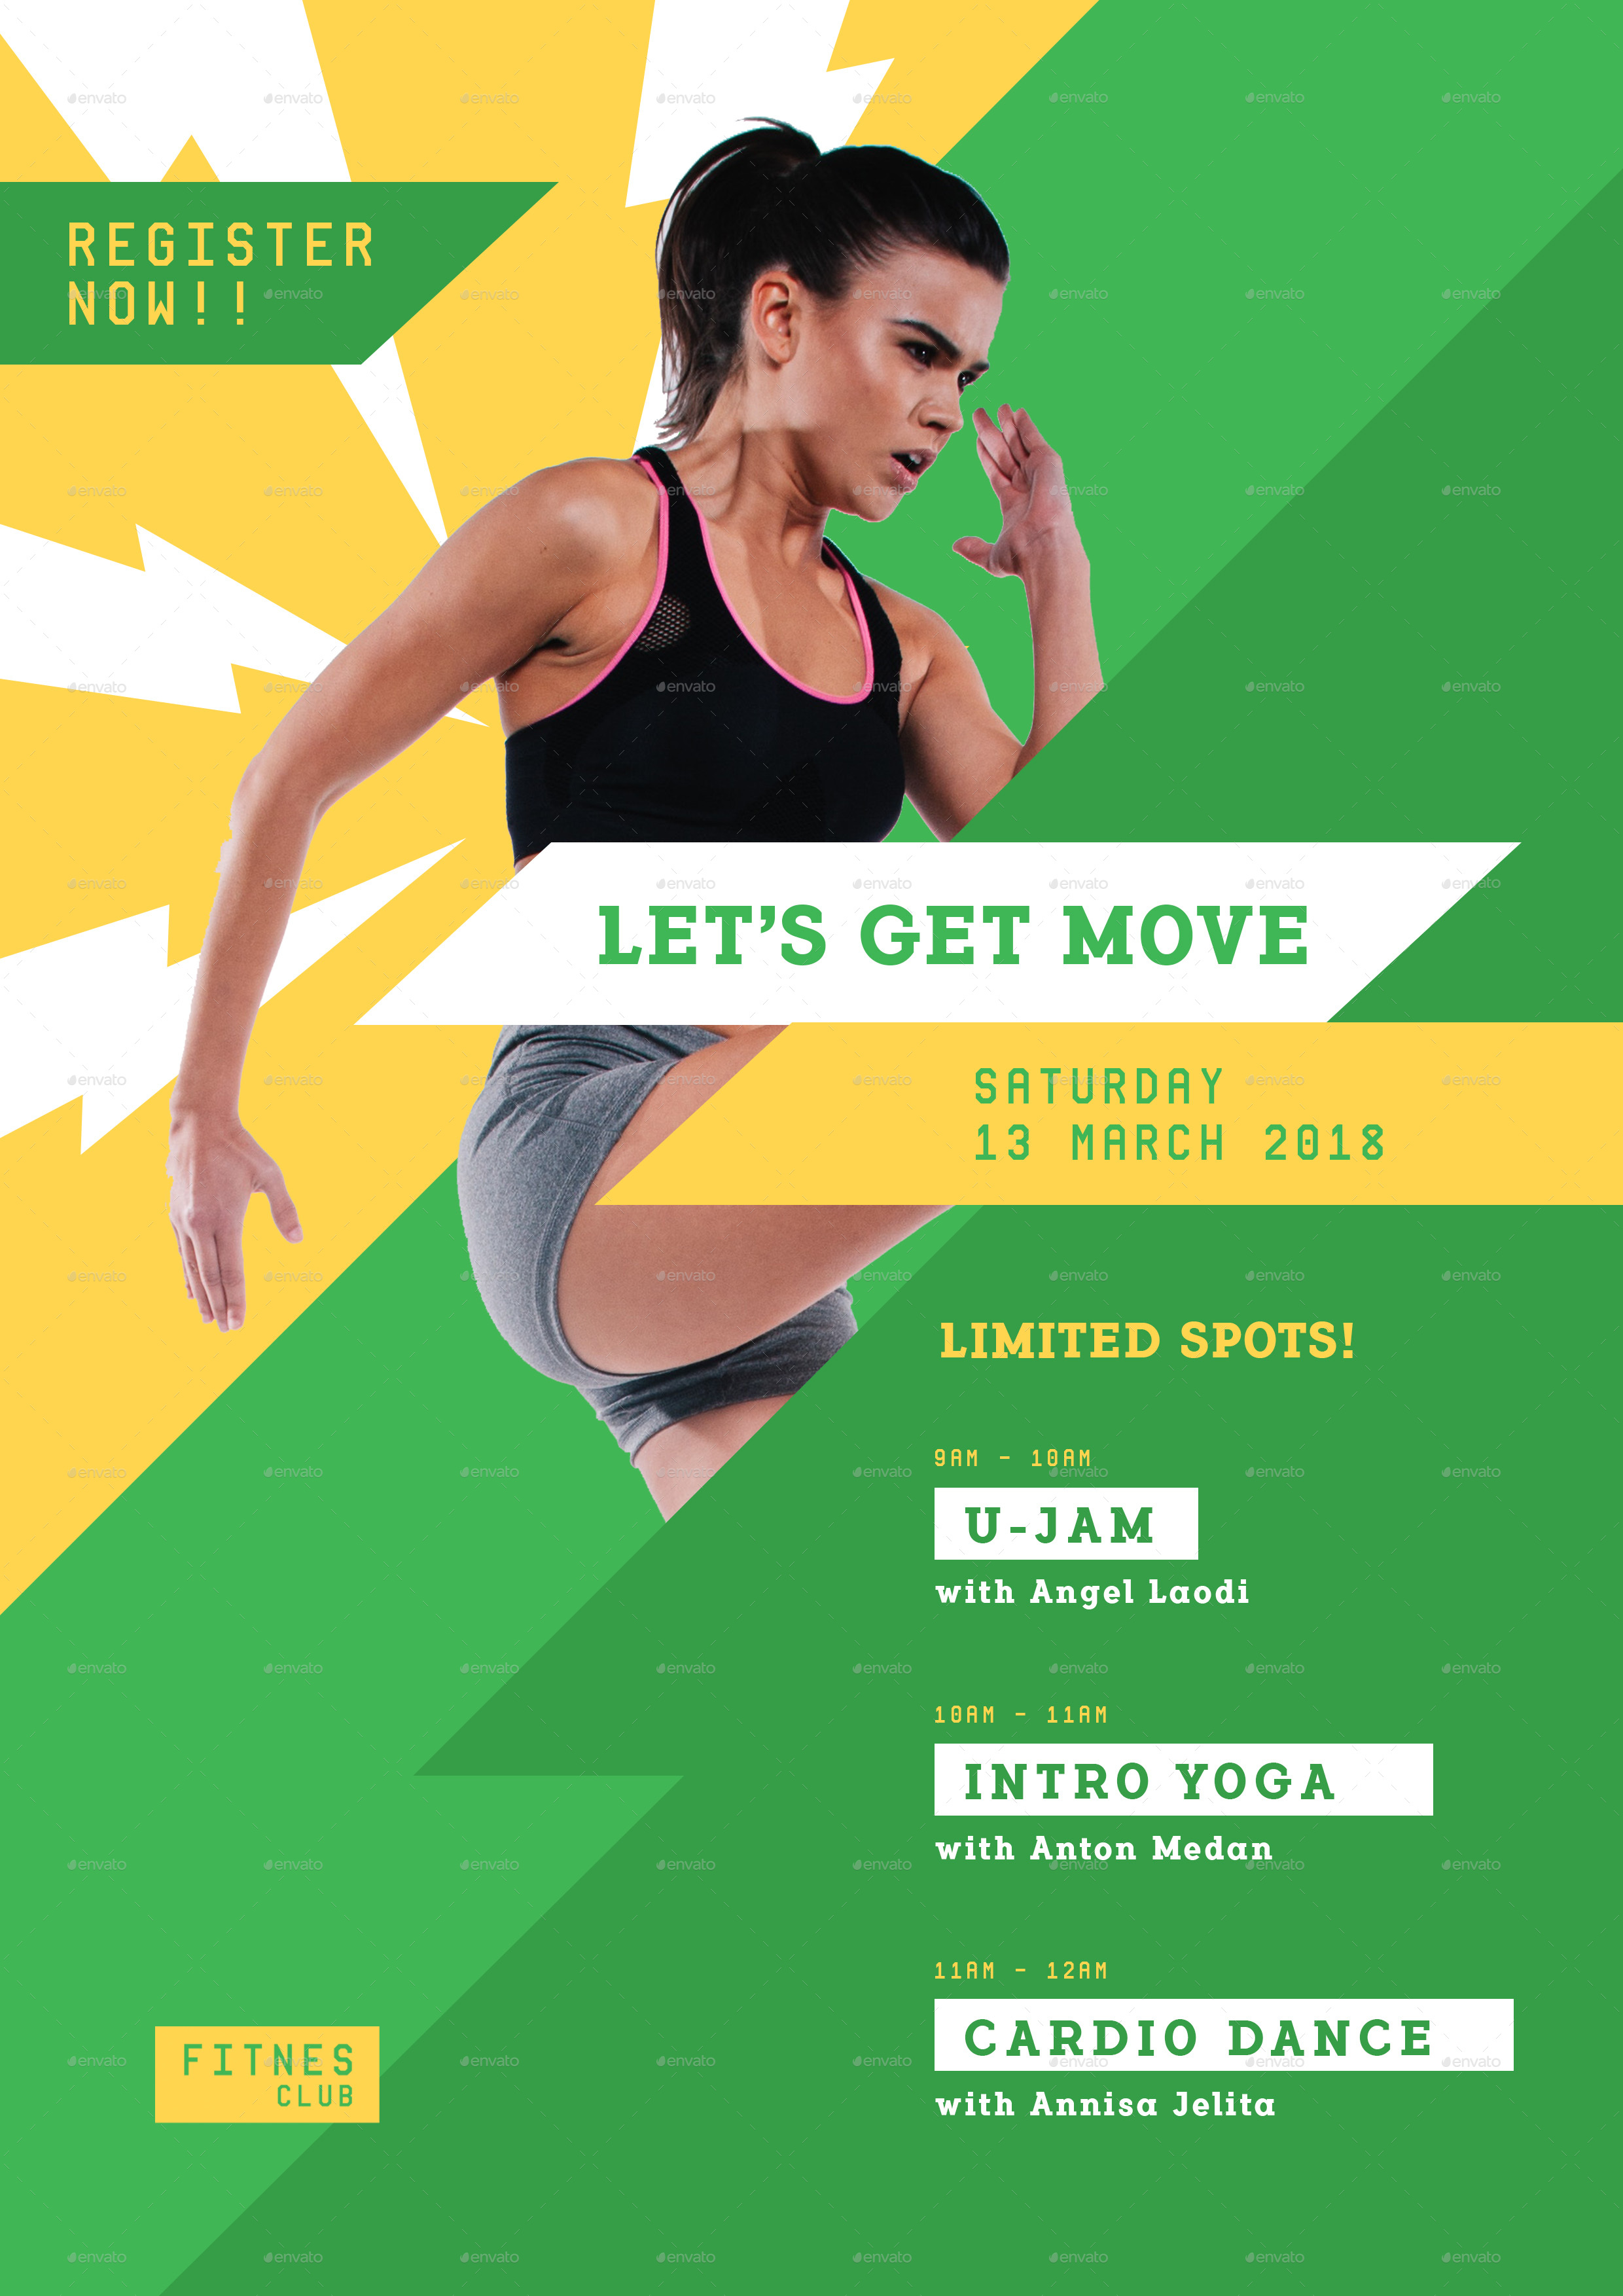 REGISTER
NOW!!
LET’S GET MOVE
SATURDAY
13 MARCH 2018
LIMITED SPOTS!
9AM - 10AM
U-JAM
with Angel Laodi
10AM - 11AM
INTRO YOGA
with Anton Medan
11AM - 12AM
CARDIO DANCE
with Annisa Jelita
FITNES
CLUB
envato